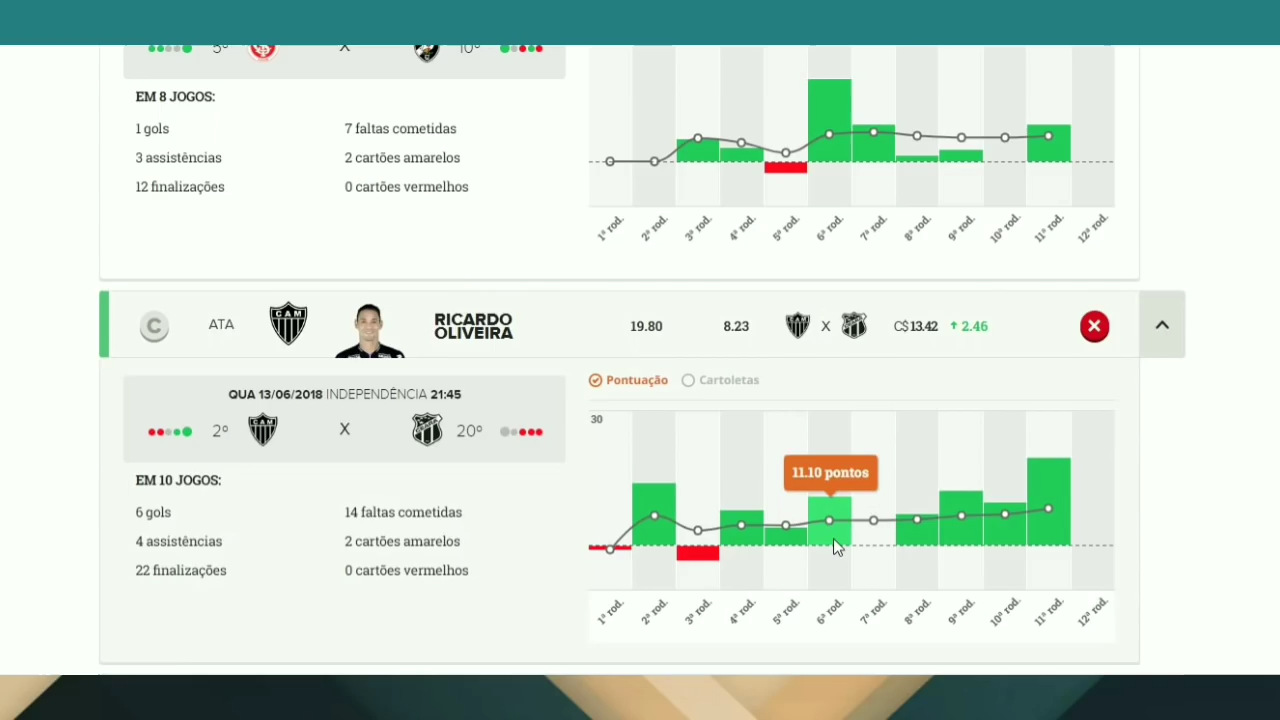 5º X 10º
EM 8 JOGOS:
1 gols 7 faltas cometidas
3 assistências 2 cartões amarelos
12 finalizações 0 cartões vermelhos
1ª rod. 2ª rod. 3ª rod. 4ª rod. 5ª rod. 6ª rod. 7ª rod. 8ª rod. 9ª rod. 10ª rod. 11ª rod. 12ª rod.
C ATA CAM RICARDO OLIVEIRA 19.80 8.23 X C$ 13.42 2.46
Pontuação Cartoletas
QUA 13/06/2018 INDEPENDÊNCIA 21:45
30
2º CAM X 20º
11.10 pontos
EM 10 JOGOS:
6 gols 14 faltas cometidas
4 assistências 2 cartões amarelos
22 finalizações 0 cartões vermelhos
1ª rod. 2ª rod. 3ª rod. 4ª rod. 5ª rod. 6ª rod. 7ª rod. 8ª rod. 9ª rod. 10ª rod. 11ª rod. 12ª rod.